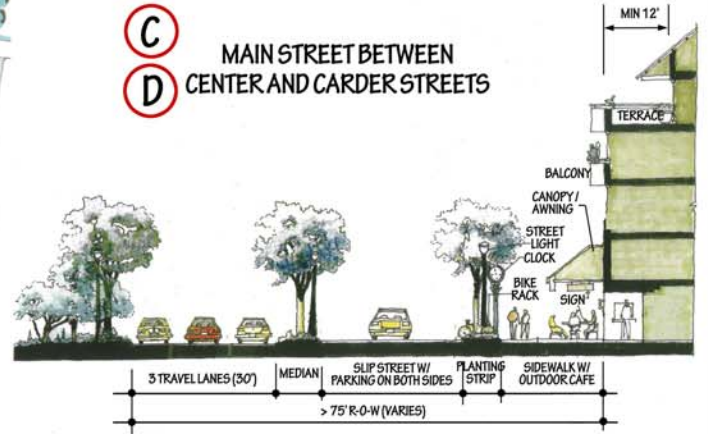 C
D
MAIN STREET BETWEEN
CENTER AND CARDER STREETS
MIN 12'
TERRACE
BALCONY
CANOPY /
AWNING
STREET
LIGHT
CLOCK
BIKE
RACK
SIGN
3 TRAVEL LANES (30')
MEDIAN
SLIP STREET W/
PARKING ON BOTH SIDES
PLANTING
STRIP
SIDEWALK W/
OUTDOOR CAFE
> 75' R-O-W (VARIES)